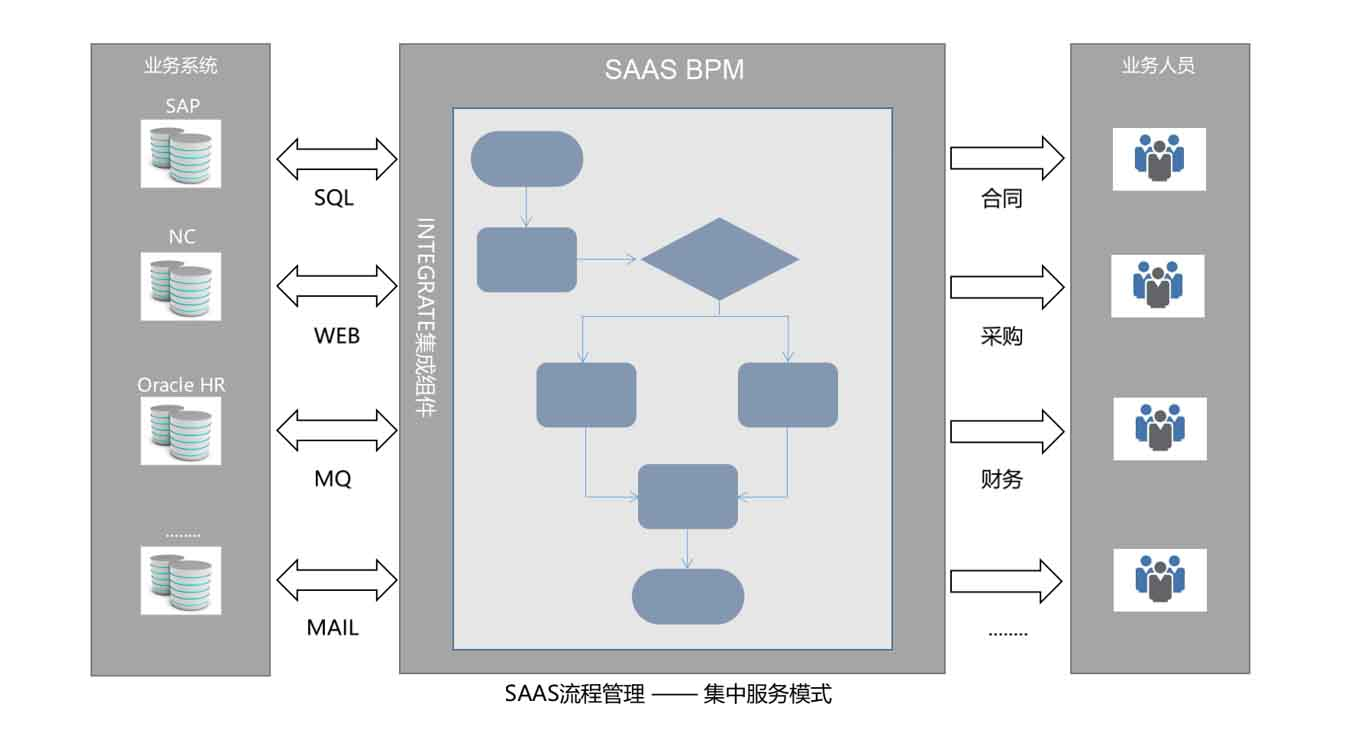 业务系统
SAP
NC
Oracle HR
........
SQL
WEB
MQ
MAIL
SAAS BPM
INTEGRATE集成组件
合同
采购
财务
........
业务人员
SAAS流程管理 —— 集中服务模式